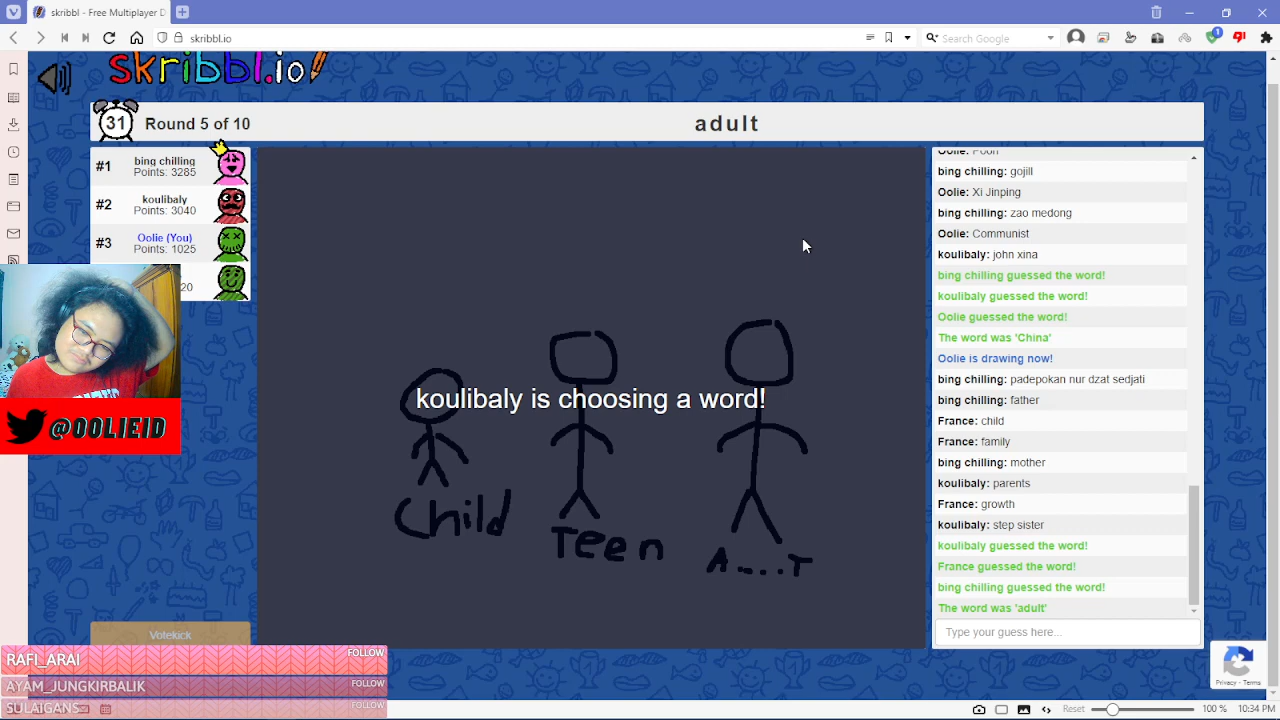 skribbl - Free Multiplayer D
skribbl.io
Search Google
1
skribbl.io
31
Round 5 of 10
adult
#1
bing chilling
Points: 3285
#2
koulibaly
Points: 3040
#3
Oolie (You)
Points: 1025
20
@OOLIEID
koulibaly is choosing a word!
Child
Teen
A....T
Votekick
RAFI_ARAI
FOLLOW
AYAM_JUNGKIRBALIK
FOLLOW
SULAIGANS
FOLLOW
Oolie: Pooh
bing chilling: gojill
Oolie: Xi Jinping
bing chilling: zao medong
Oolie: Communist
koulibaly: john xina
bing chilling guessed the word!
koulibaly guessed the word!
Oolie guessed the word!
The word was 'China'
Oolie is drawing now!
bing chilling: padepokan nur dzat sedjati
bing chilling: father
France: child
France: family
bing chilling: mother
koulibaly: parents
France: growth
koulibaly: step sister
koulibaly guessed the word!
France guessed the word!
bing chilling guessed the word!
The word was 'adult'
Type your guess here...
Privacy - Terms
Reset
100 %
10:34 PM